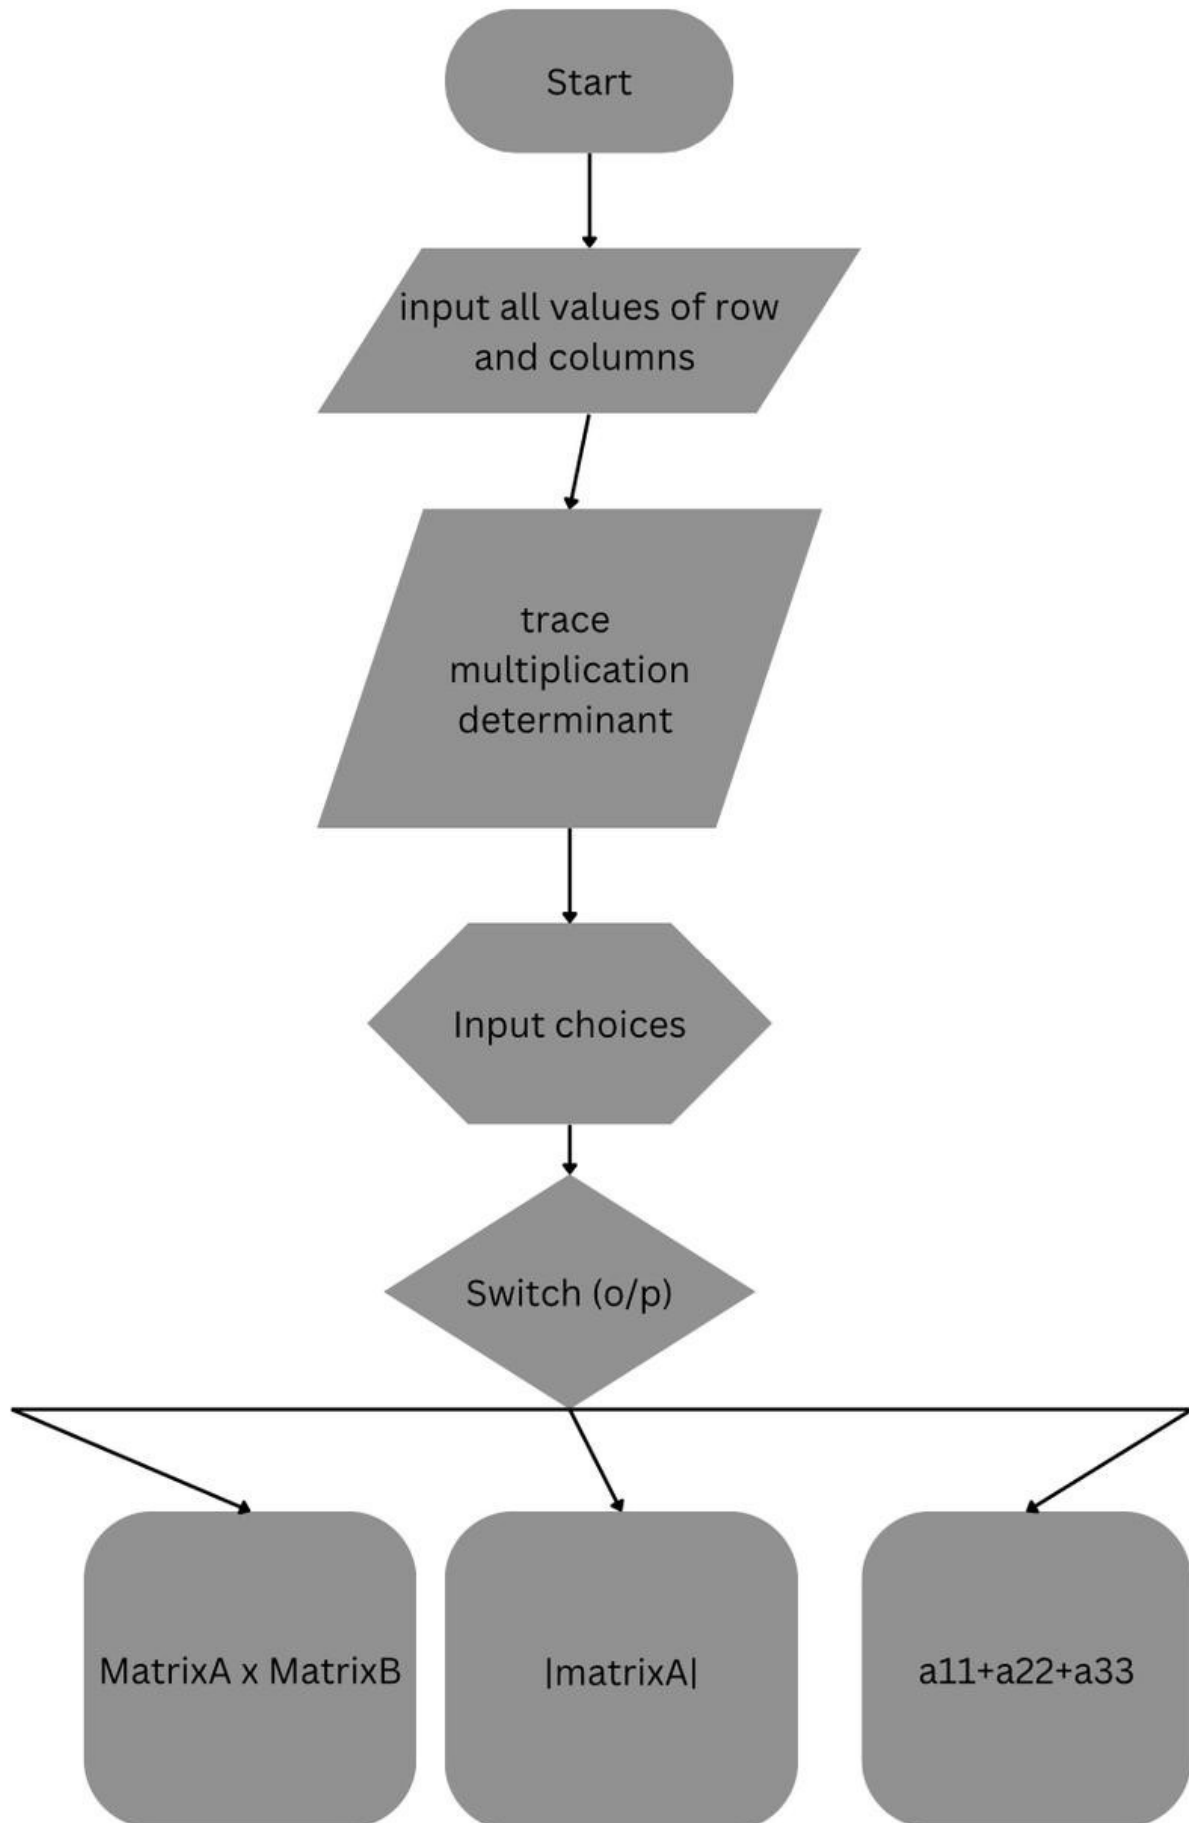 Start
input all values of row
and columns
trace
multiplication
determinant
Input choices
Switch (o/p)
MatrixA x MatrixB
|matrixA|
a11+a22+a33